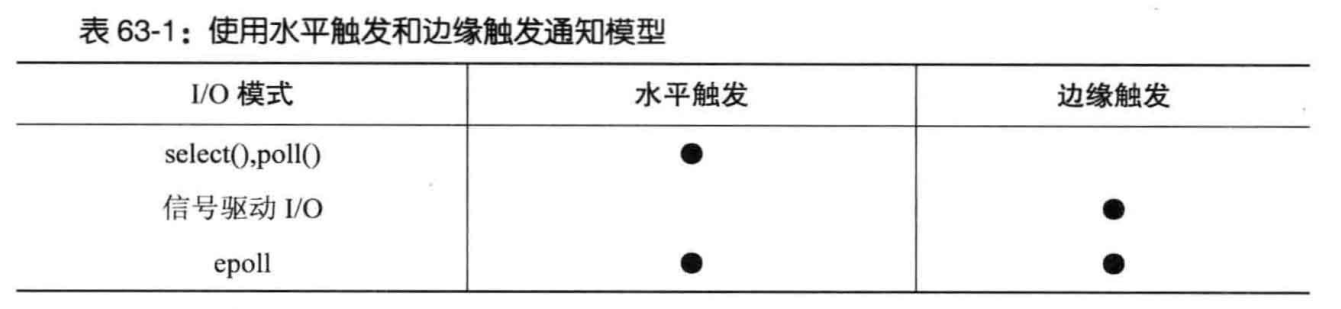 表 63-1：使用水平触发和边缘触发通知模型
I/O 模式 水平触发 边缘触发
select(),poll() ●
信号驱动 I/O ●
epoll ● ●